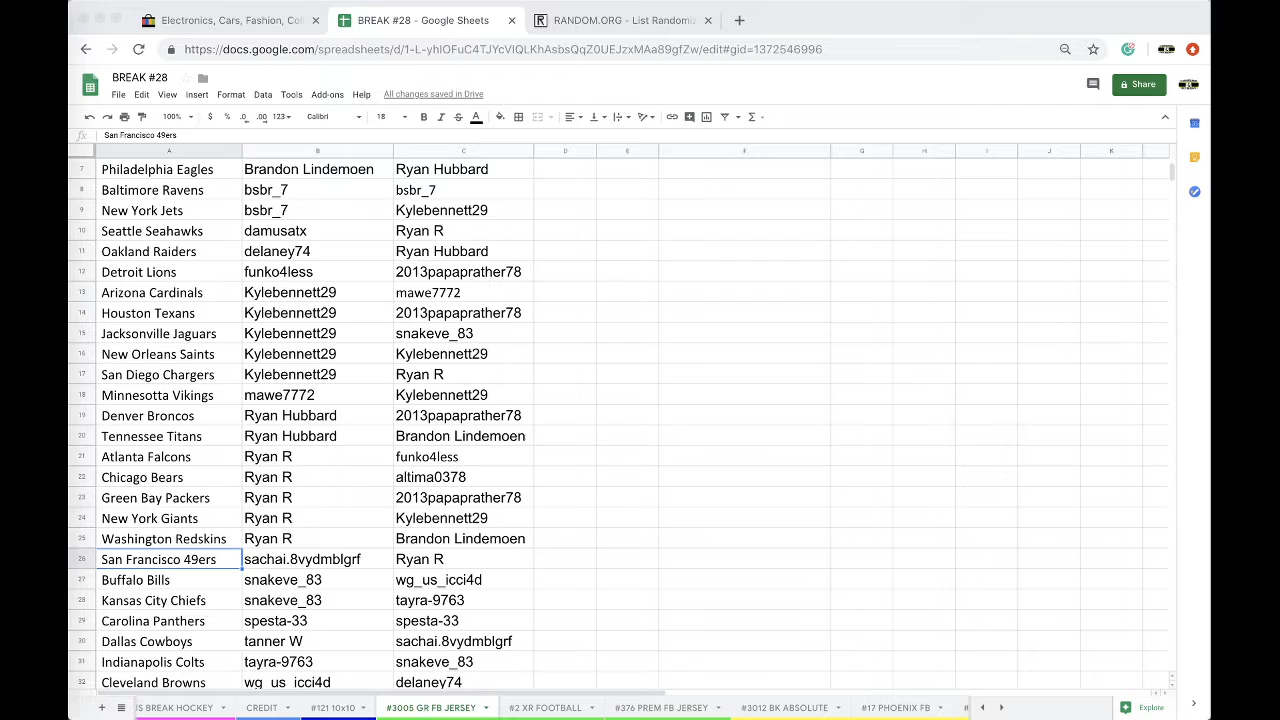 Electronics, Cars, Fashion, Col × BREAK #28 - Google Sheets × RANDOM.ORG - List Randomiz × +
https://docs.google.com/spreadsheets/d/1-L-yhIOFuC4TJYcVIQLKhAsbsQqZ0UEJzxMAa89gfZw/edit#gid=1372546996
BREAK #28
File Edit View Insert Format Data Tools Add-ons Help All changes saved in Drive Share
100% $ % .0 .00 123 Calibri 18 B I S A
fx San Francisco 49ers
A B C D E F G H I J K
7 Philadelphia Eagles Brandon Lindemoen Ryan Hubbard
8 Baltimore Ravens bsbr_7 bsbr_7
9 New York Jets bsbr_7 Kylebennett29
10 Seattle Seahawks damusatx Ryan R
11 Oakland Raiders delaney74 Ryan Hubbard
12 Detroit Lions funko4less 2013papaprather78
13 Arizona Cardinals Kylebennett29 mawe7772
14 Houston Texans Kylebennett29 2013papaprather78
15 Jacksonville Jaguars Kylebennett29 snakeve_83
16 New Orleans Saints Kylebennett29 Kylebennett29
17 San Diego Chargers Kylebennett29 Ryan R
18 Minnesotta Vikings mawe7772 Kylebennett29
19 Denver Broncos Ryan Hubbard 2013papaprather78
20 Tennessee Titans Ryan Hubbard Brandon Lindemoen
21 Atlanta Falcons Ryan R funko4less
22 Chicago Bears Ryan R altima0378
23 Green Bay Packers Ryan R 2013papaprather78
24 New York Giants Ryan R Kylebennett29
25 Washington Redskins Ryan R Brandon Lindemoen
26 San Francisco 49ers sachai.8vydmblgrf Ryan R
27 Buffalo Bills snakeve_83 wg_us_icci4d
28 Kansas City Chiefs snakeve_83 tayra-9763
29 Carolina Panthers spesta-33 spesta-33
30 Dallas Cowboys tanner W sachai.8vydmblgrf
31 Indianapolis Colts tayra-9763 snakeve_83
32 Cleveland Browns wg_us_icci4d delaney74
+ IS BREAK HOCKEY CREDIT #121 10x10 #3005 GR FB JERSEY #2 XR FOOTBALL #376 PREM FB JERSEY #3012 BK ABSOLUTE #17 PHOENIX FB # Explore